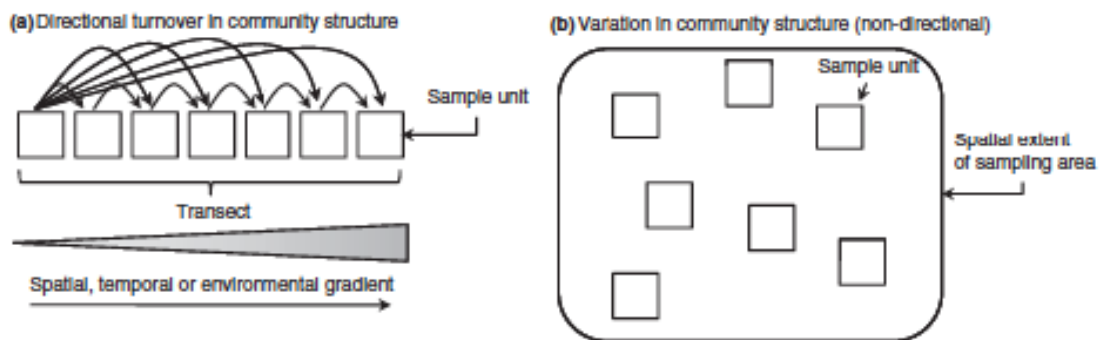 (a) Directional turnover in community structure
Sample unit
Transect
Spatial, temporal or environmental gradient
(b) Variation in community structure (non-directional)
Sample unit
Spatial extent
of sampling area